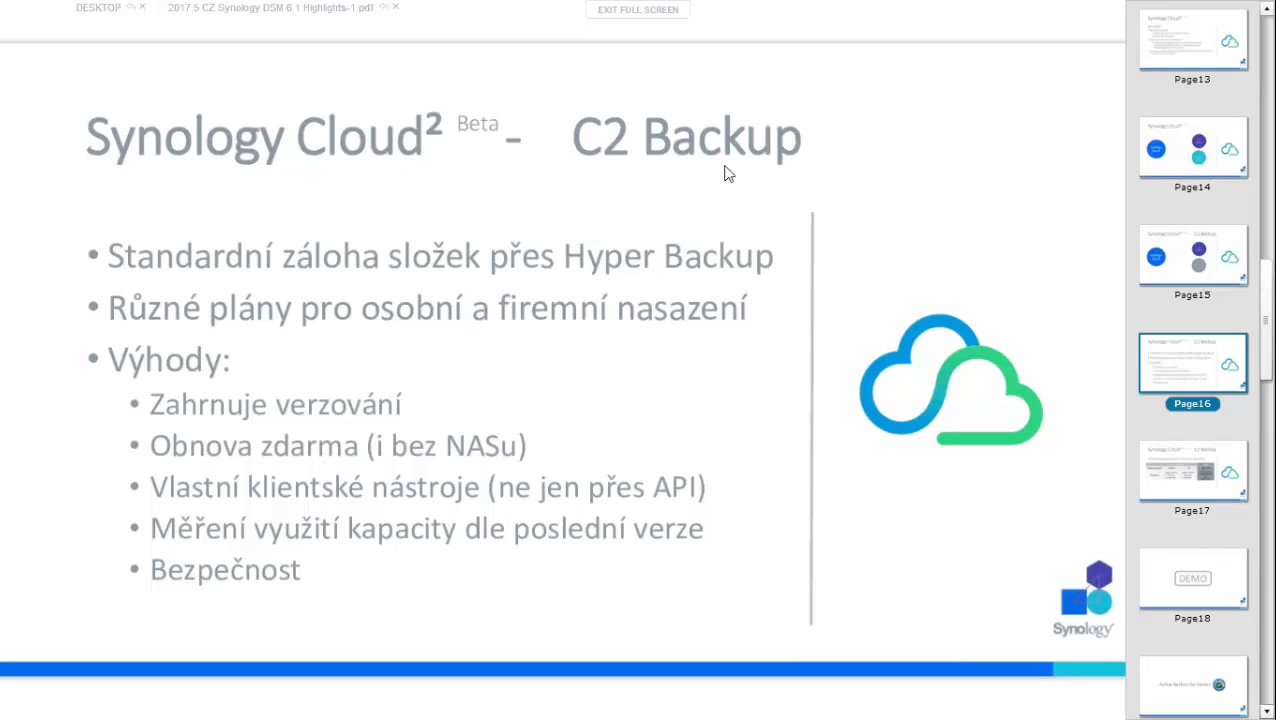 DESKTOP
2017.5 CZ Synology DSM 6.1 Highlights-1.pdf
EXIT FULL SCREEN
Synology Cloud² Beta - C2 Backup
• Standardní záloha složek přes Hyper Backup
• Různé plány pro osobní a firemní nasazení
• Výhody:
• Zahrnuje verzování
• Obnova zdarma (i bez NASu)
• Vlastní klientské nástroje (ne jen přes API)
• Měření využití kapacity dle poslední verze
• Bezpečnost
Synology
Page13
Page14
Page15
Page16
Page17
DEMO
Page18